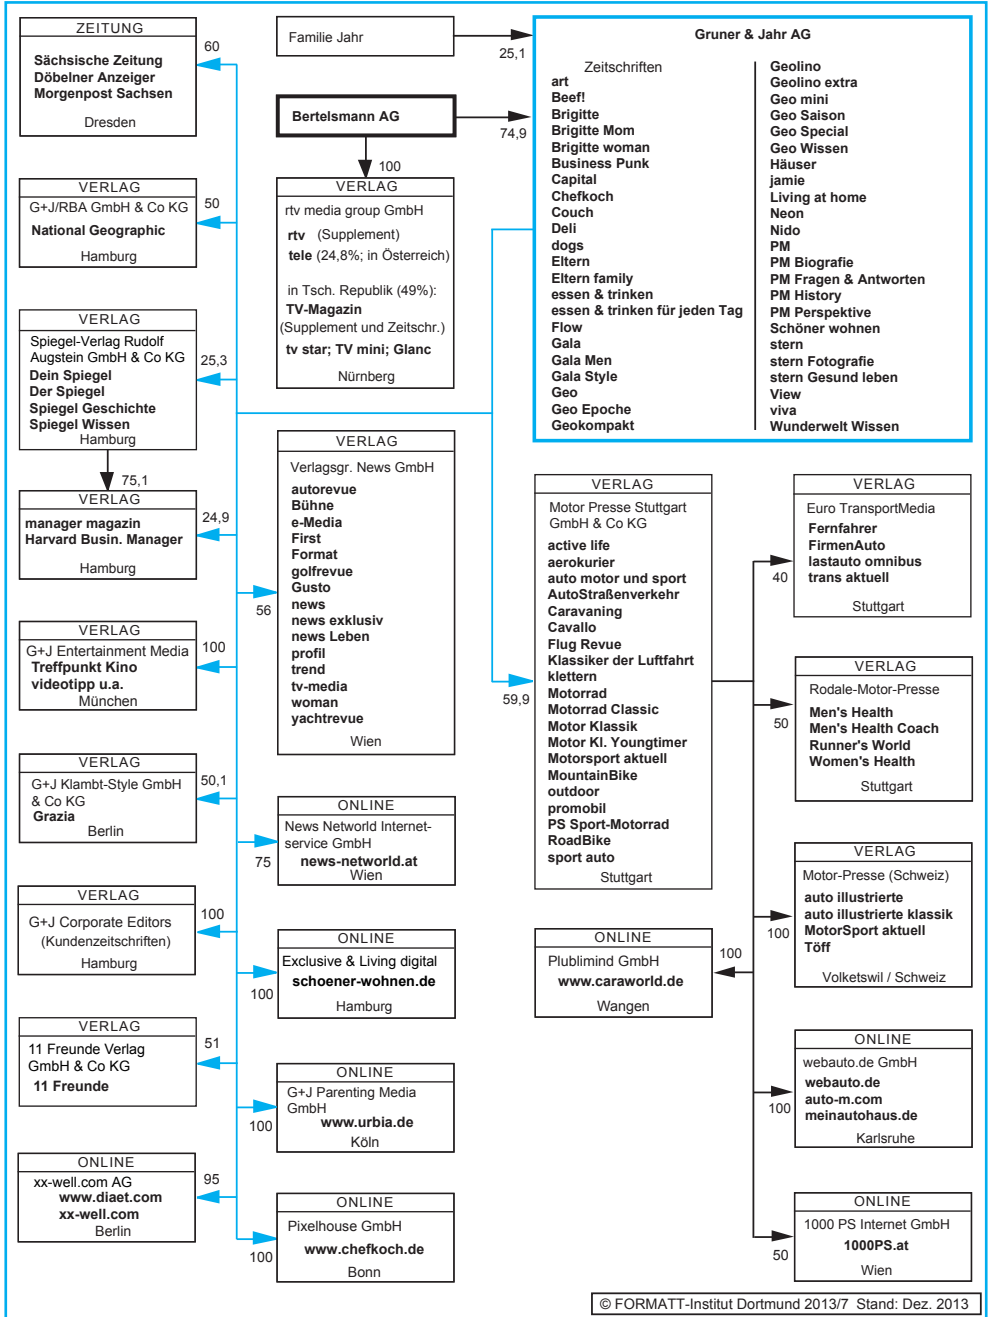 ZEITUNG
60
Sächsische Zeitung
Döbelner Anzeiger
Morgenpost Sachsen
Dresden
Familie Jahr
25,1
Bertelsmann AG
74,9
100
Gruner & Jahr AG
Zeitschriften
art
Beef!
Brigitte
Brigitte Mom
Brigitte woman
Business Punk
Capital
Chefkoch
Couch
Deli
dogs
Eltern
Eltern family
essen & trinken
essen & trinken für jeden Tag
Flow
Gala
Gala Men
Gala Style
Geo
Geo Epoche
Geokompakt
Geolino
Geolino extra
Geo mini
Geo Saison
Geo Special
Geo Wissen
Häuser
jamie
Living at home
Neon
Nido
PM
PM Biografie
PM Fragen & Antworten
PM History
PM Perspektive
Schöner wohnen
stern
stern Fotografie
stern Gesund leben
View
viva
Wunderwelt Wissen
VERLAG
G+J/RBA GmbH & Co KG
50
National Geographic
Hamburg
VERLAG
rtv media group GmbH
rtv (Supplement)
tele (24,8%; in Österreich)
in Tsch. Republik (49%):
TV-Magazin
(Supplement und Zeitschr.)
tv star; TV mini; Glanc
Nürnberg
VERLAG
Spiegel-Verlag Rudolf
Augstein GmbH & Co KG
25,3
Dein Spiegel
Der Spiegel
Spiegel Geschichte
Spiegel Wissen
Hamburg
75,1
VERLAG
manager magazin
24,9
Harvard Busin. Manager
Hamburg
VERLAG
G+J Entertainment Media
100
Treffpunkt Kino
videotipp u.a.
München
VERLAG
G+J Klambt-Style GmbH
50,1
& Co KG
Grazia
Berlin
VERLAG
G+J Corporate Editors
100
(Kundenzeitschriften)
Hamburg
VERLAG
11 Freunde Verlag
51
GmbH & Co KG
11 Freunde
ONLINE
xx-well.com AG
95
www.diaet.com
xx-well.com
Berlin
VERLAG
Verlagsgr. News GmbH
autorevue
Bühne
e-Media
First
Format
golfrevue
Gusto
56
news
news exklusiv
news Leben
profil
trend
tv-media
woman
yachtrevue
Wien
ONLINE
News Networld Internet-
service GmbH
75
news-networld.at
Wien
ONLINE
Exclusive & Living digital
schoener-wohnen.de
100
Hamburg
ONLINE
G+J Parenting Media
GmbH
100
www.urbia.de
Köln
ONLINE
Pixelhouse GmbH
100
www.chefkoch.de
Bonn
VERLAG
Motor Presse Stuttgart
GmbH & Co KG
active life
aerokurier
auto motor und sport
AutoStraßenverkehr
Caravaning
Cavallo
Flug Revue
Klassiker der Luftfahrt
klettern
Motorrad
59,9
Motorrad Classic
Motor Klassik
Motor Kl. Youngtimer
Motorsport aktuell
MountainBike
outdoor
promobil
PS Sport-Motorrad
RoadBike
sport auto
Stuttgart
ONLINE
Plublimind GmbH
100
www.caraworld.de
Wangen
VERLAG
Euro TransportMedia
Fernfahrer
FirmenAuto
lastauto omnibus
40
trans aktuell
Stuttgart
VERLAG
Rodale-Motor-Presse
Men's Health
50
Men's Health Coach
Runner's World
Women's Health
Stuttgart
VERLAG
Motor-Presse (Schweiz)
auto illustrierte
auto illustrierte klassik
100
MotorSport aktuell
Töff
Volketswil / Schweiz
ONLINE
webauto.de GmbH
webauto.de
100
auto-m.com
meinautohaus.de
Karlsruhe
ONLINE
1000 PS Internet GmbH
1000PS.at
50
Wien
© FORMATT-Institut Dortmund 2013/7 Stand: Dez. 2013